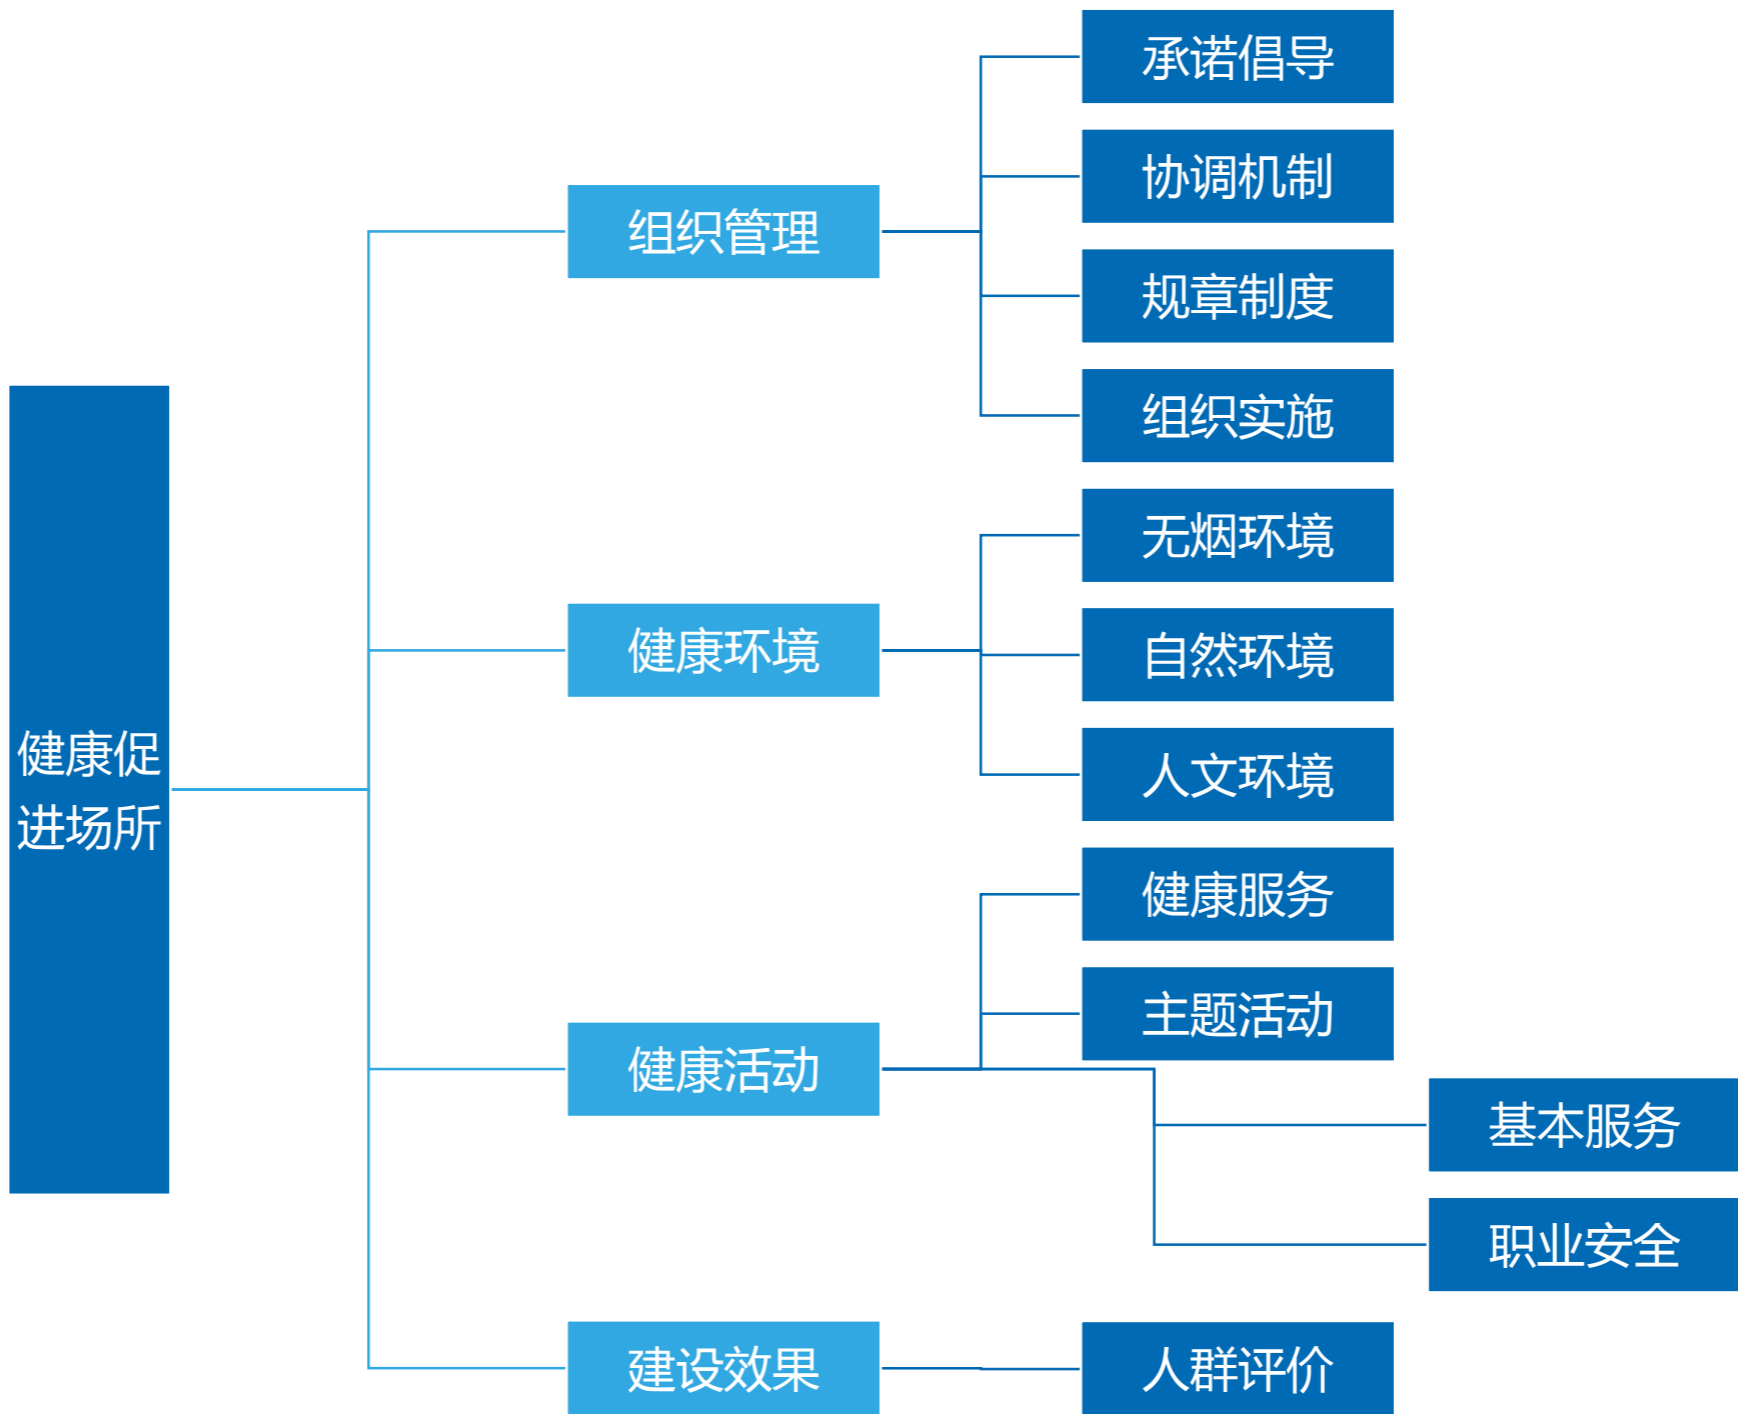 健康促
进场所
组织管理
承诺倡导
协调机制
规章制度
组织实施
健康环境
无烟环境
自然环境
人文环境
健康活动
健康服务
主题活动
基本服务
职业安全
建设效果
人群评价